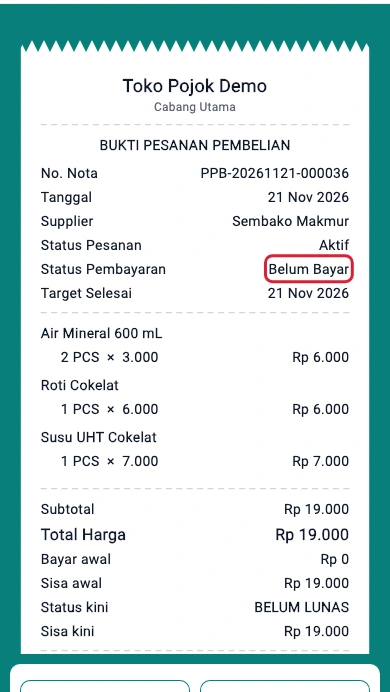 Toko Pojok Demo
Cabang Utama
BUKTI PESANAN PEMBELIAN
No. Nota PPB-20261121-000036
Tanggal 21 Nov 2026
Supplier Sembako Makmur
Status Pesanan Aktif
Status Pembayaran Belum Bayar
Target Selesai 21 Nov 2026
Air Mineral 600 mL
2 PCS × 3.000 Rp 6.000
Roti Cokelat
1 PCS × 6.000 Rp 6.000
Susu UHT Cokelat
1 PCS × 7.000 Rp 7.000
Subtotal Rp 19.000
Total Harga Rp 19.000
Bayar awal Rp 0
Sisa awal Rp 19.000
Status kini BELUM LUNAS
Sisa kini Rp 19.000